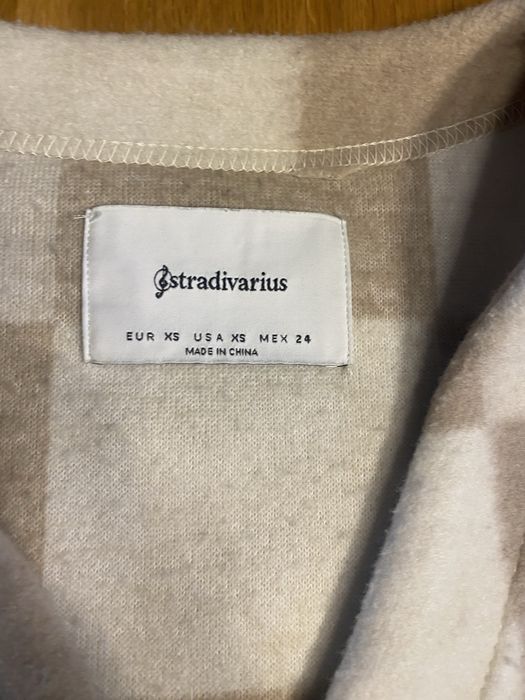 stradivarius
EUR XS USA XS MEX 24
MADE IN CHINA